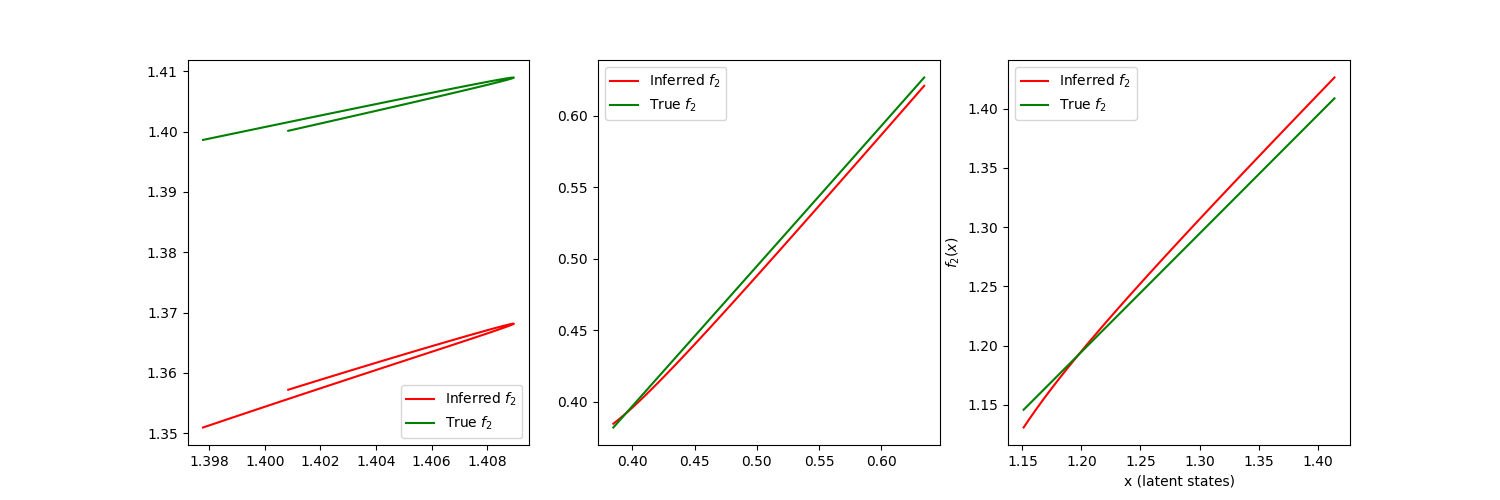 1.41
1.40
1.39
1.38
1.37
1.36
1.35
1.398 1.400 1.402 1.404 1.406 1.408
Inferred f₂
True f₂
0.60
0.55
0.50
0.45
0.40
0.40 0.45 0.50 0.55 0.60
Inferred f₂
True f₂
f₂(x)
1.40
1.35
1.30
1.25
1.20
1.15
1.15 1.20 1.25 1.30 1.35 1.40
x (latent states)
Inferred f₂
True f₂